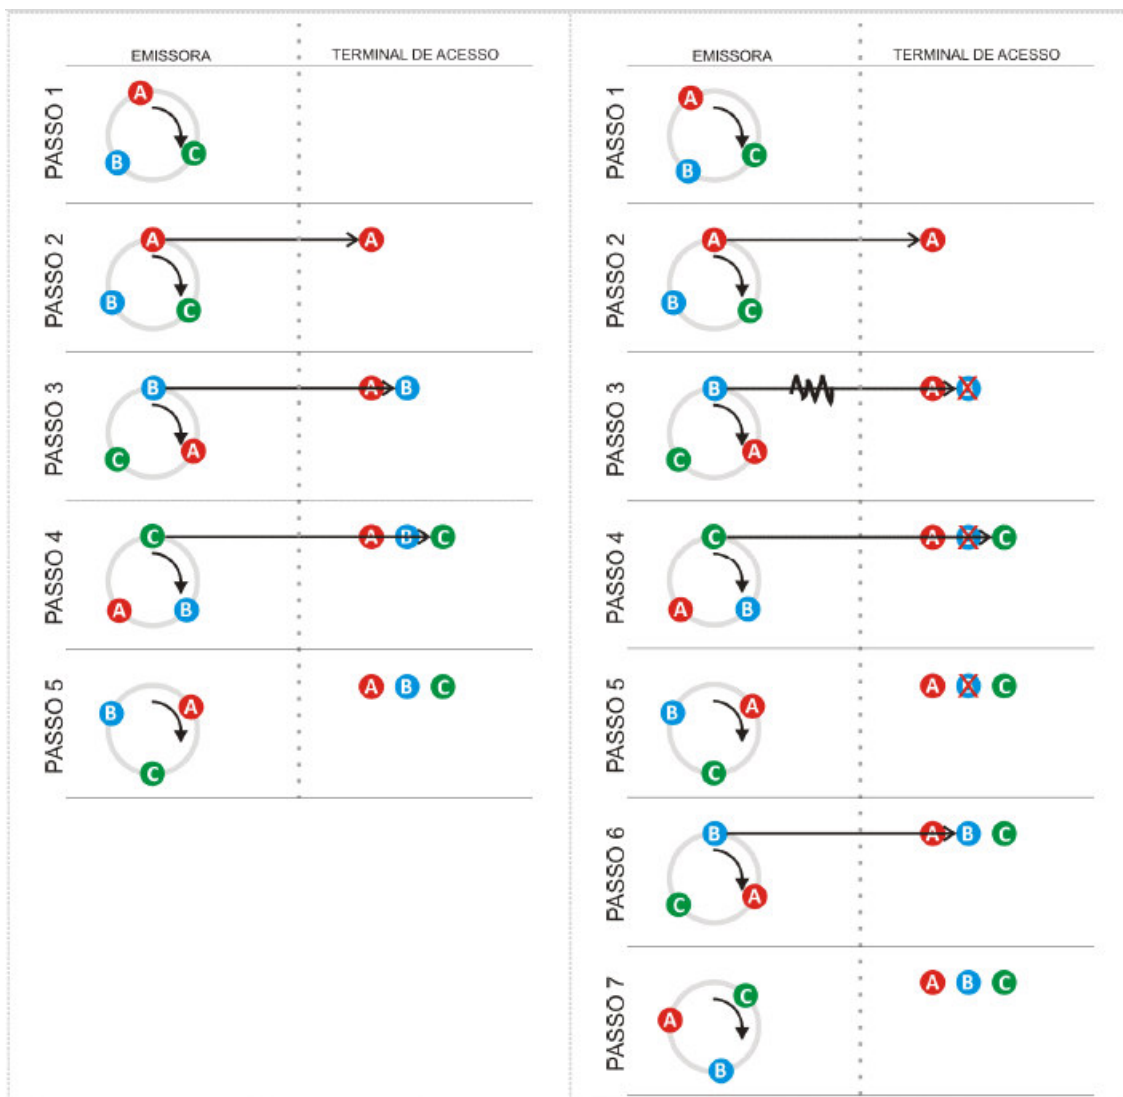 EMISSORA TERMINAL DE ACESSO
PASSO 1
A
B C
PASSO 2
A A
B C
PASSO 3
B A B
C A
PASSO 4
C A B C
A B
PASSO 5
A B C
B A
C
EMISSORA TERMINAL DE ACESSO
PASSO 1
A
B C
PASSO 2
A A
B C
PASSO 3
B A B
C A
PASSO 4
C A B C
A B
PASSO 5
A B C
B A
C
PASSO 6
B A B C
C A
PASSO 7
A B C
C
A
B